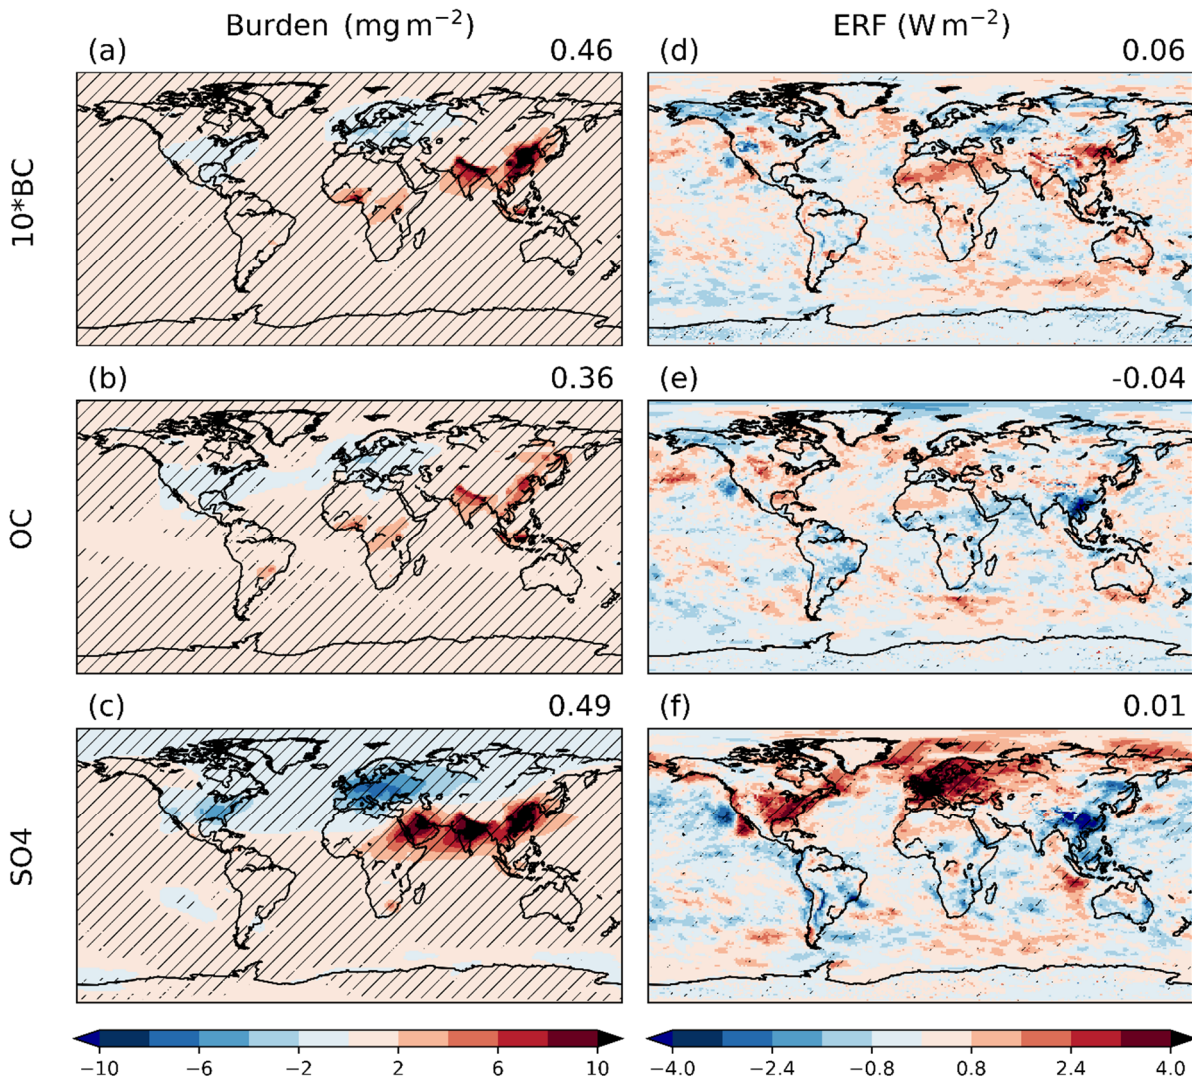 Burden (mg m⁻²) ERF (W m⁻²)
(a) 0.46 (d) 0.06
10*BC
(b) 0.36 (e) -0.04
OC
(c) 0.49 (f) 0.01
SO4
−10 −6 −2 2 6 10 −4.0 −2.4 −0.8 0.8 2.4 4.0